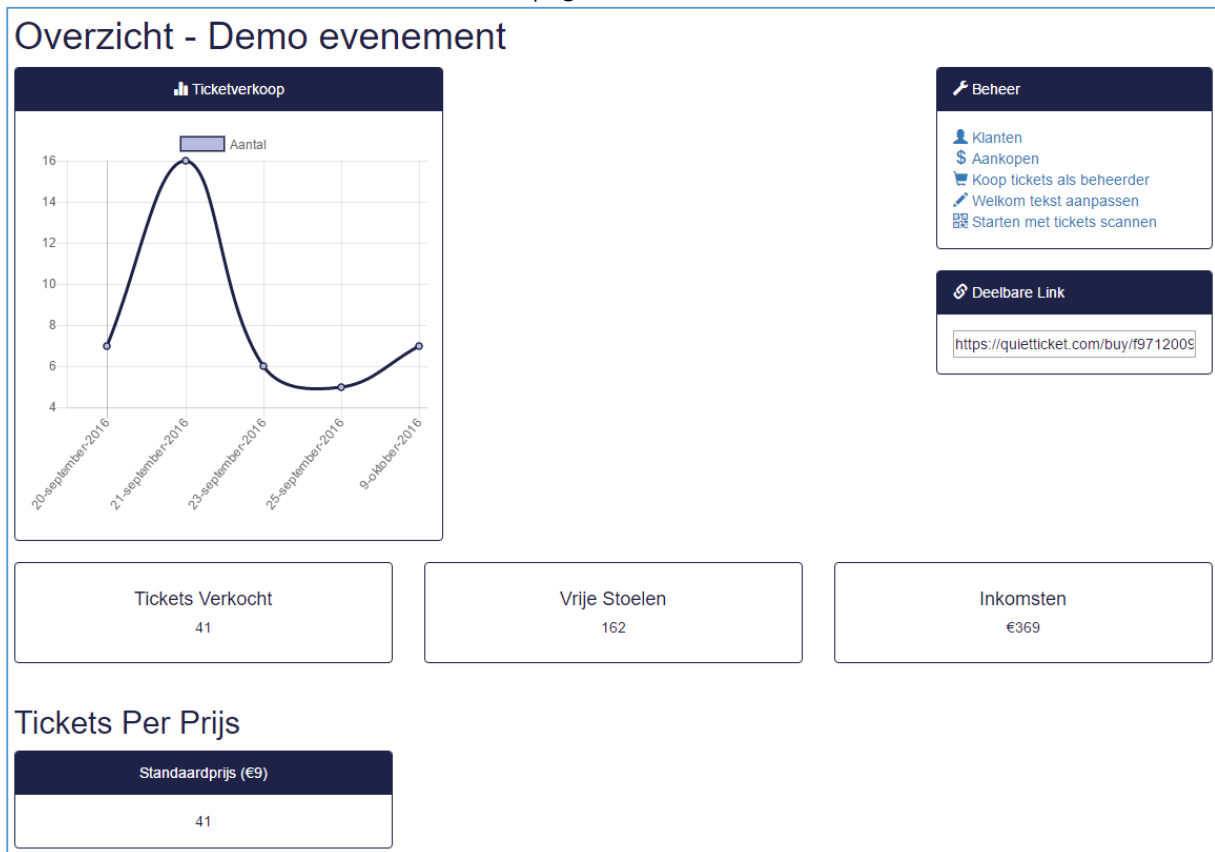 Overzicht - Demo evenement
Ticketverkoop
Aantal
16
14
12
10
8
6
4
20-september-2016
21-september-2016
23-september-2016
25-september-2016
9-oktober-2016
Beheer
Klanten
Aankopen
Koop tickets als beheerder
Welkom tekst aanpassen
Starten met tickets scannen
Deelbare Link
https://quietticket.com/buy/f9712009
Tickets Verkocht
41
Vrije Stoelen
162
Inkomsten
€369
Tickets Per Prijs
Standaardprijs (€9)
41